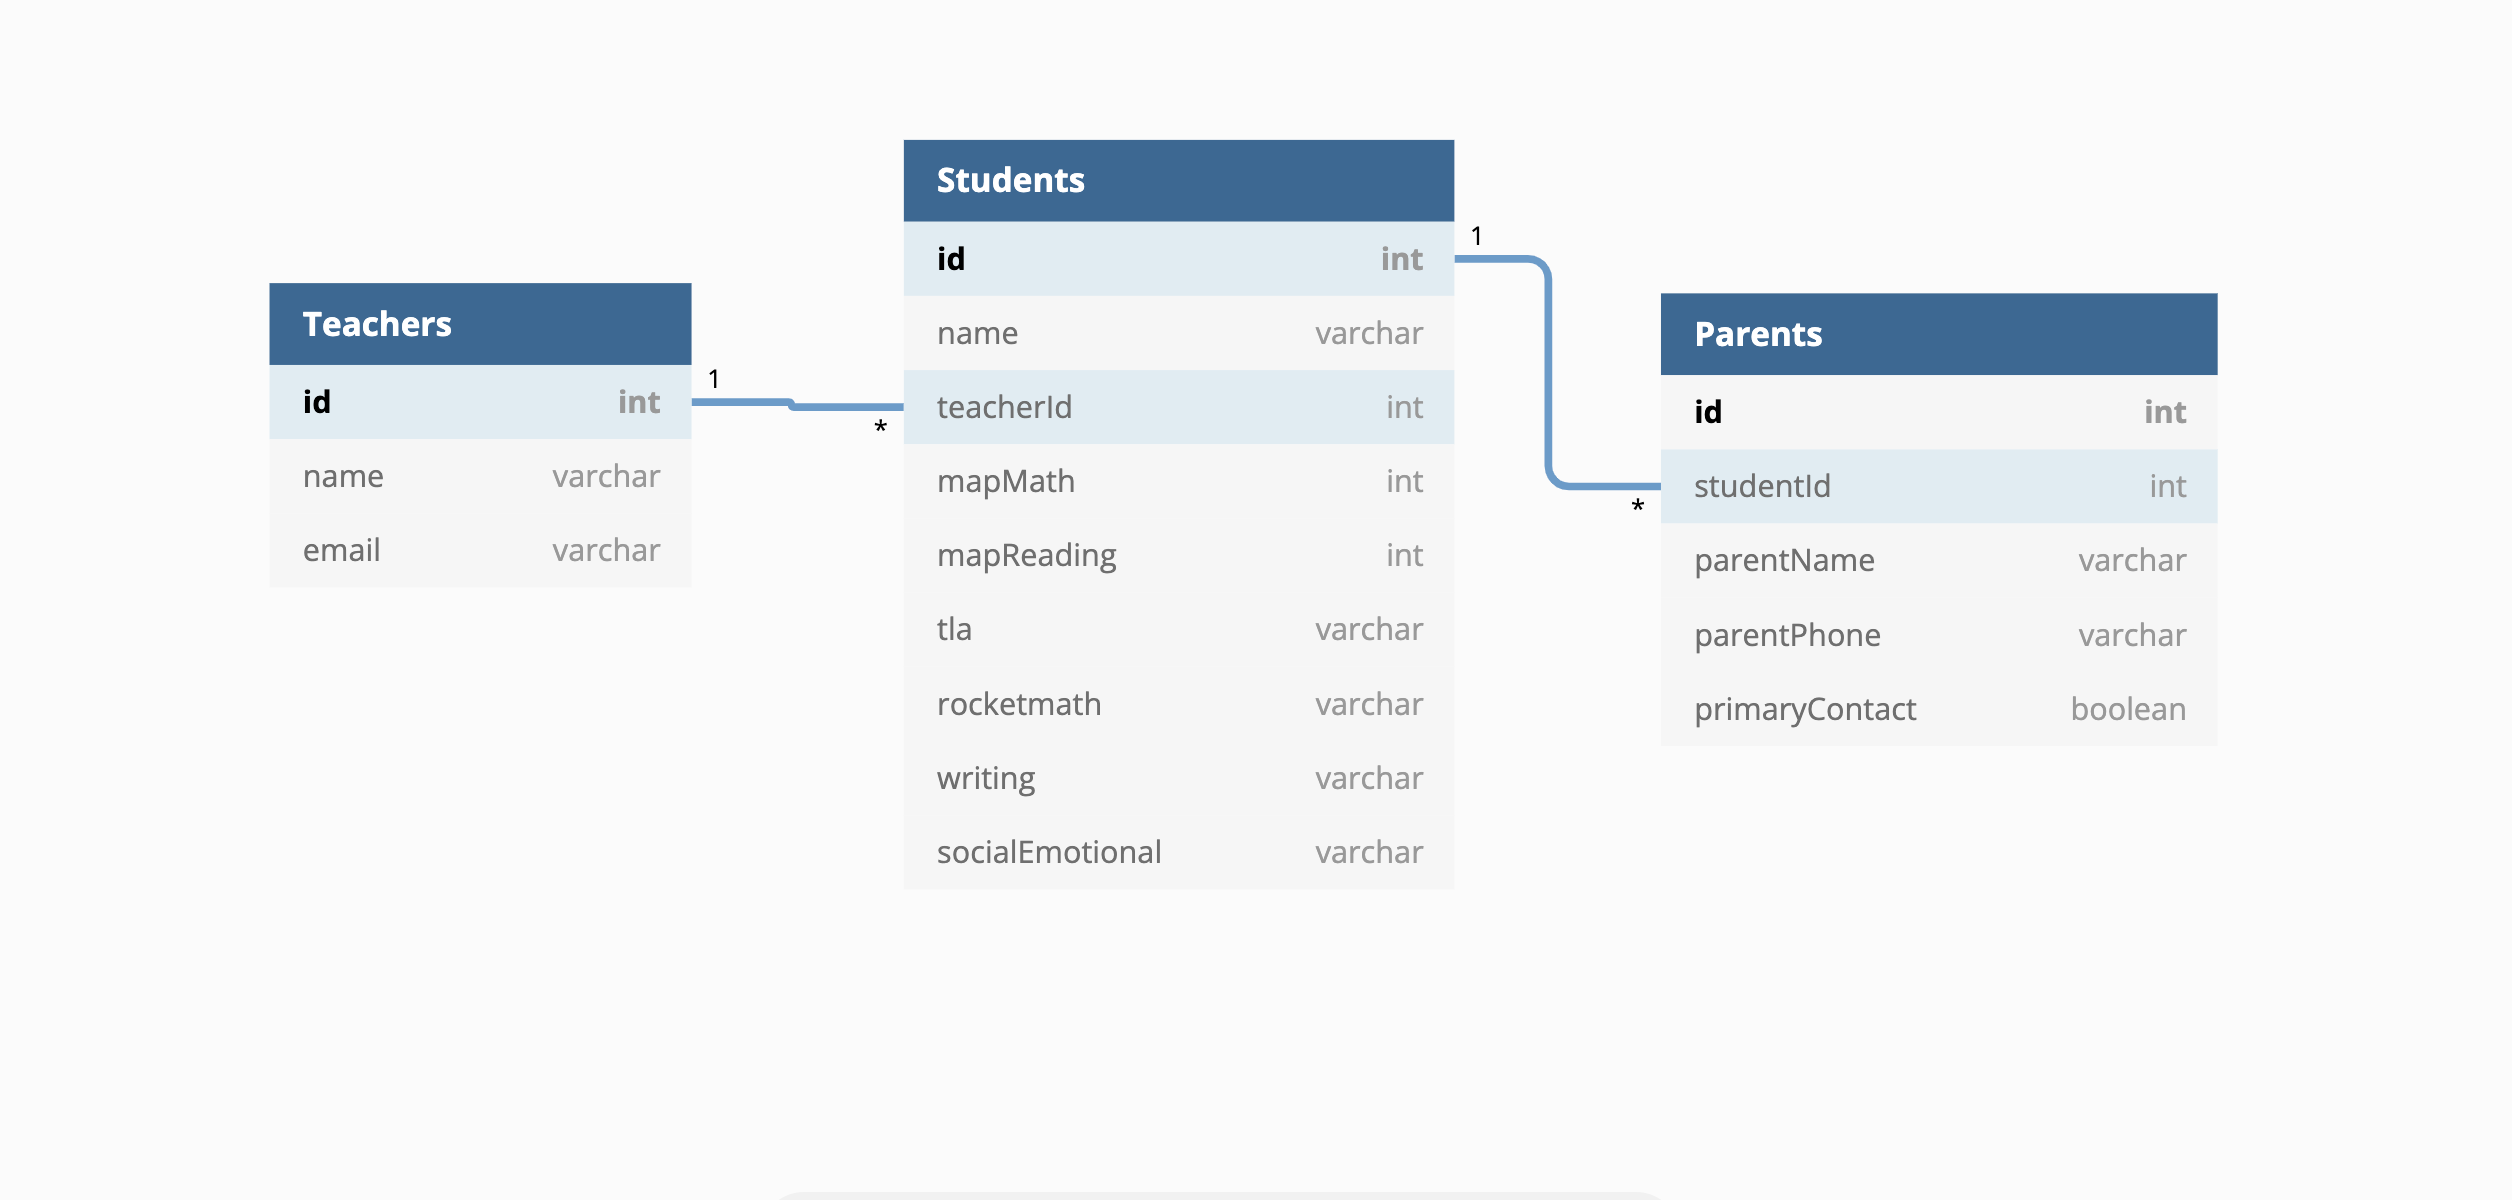 Teachers
id int
name varchar
email varchar
1
*
Students
id int
name varchar
teacherId int
mapMath int
mapReading int
tla varchar
rocketmath varchar
writing varchar
socialEmotional varchar
1
*
Parents
id int
studentId int
parentName varchar
parentPhone varchar
primaryContact boolean